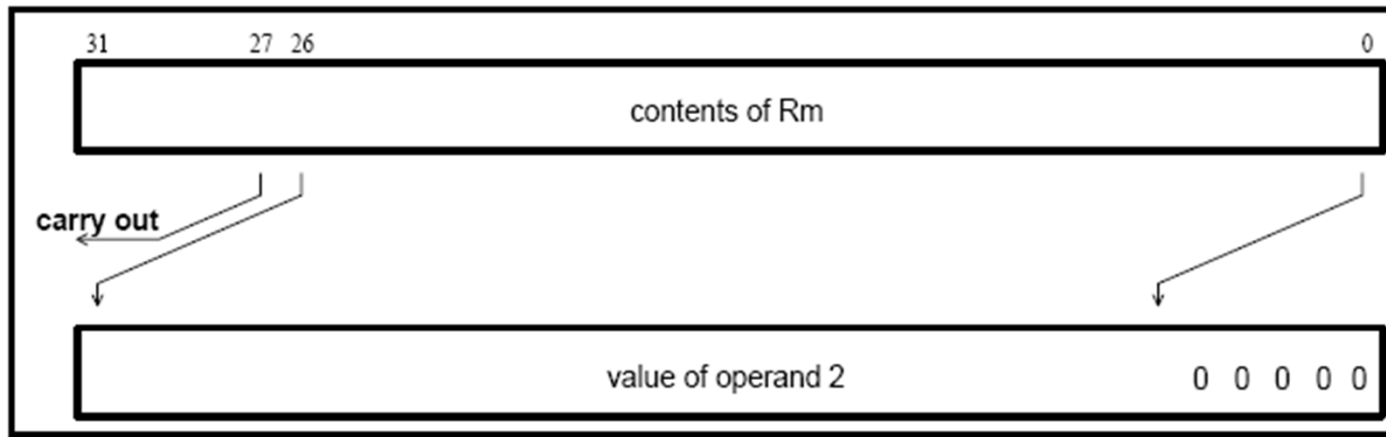 31 27 26 0
contents of Rm
carry out
value of operand 2 0 0 0 0 0